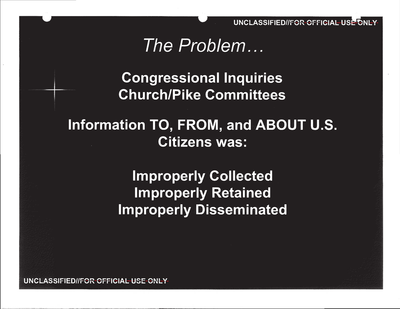 UNCLASSIFIED//FOR OFFICIAL USE ONLY
The Problem…
Congressional Inquiries
Church/Pike Committees
Information TO, FROM, and ABOUT U.S.
Citizens was:
Improperly Collected
Improperly Retained
Improperly Disseminated
UNCLASSIFIED//FOR OFFICIAL USE ONLY